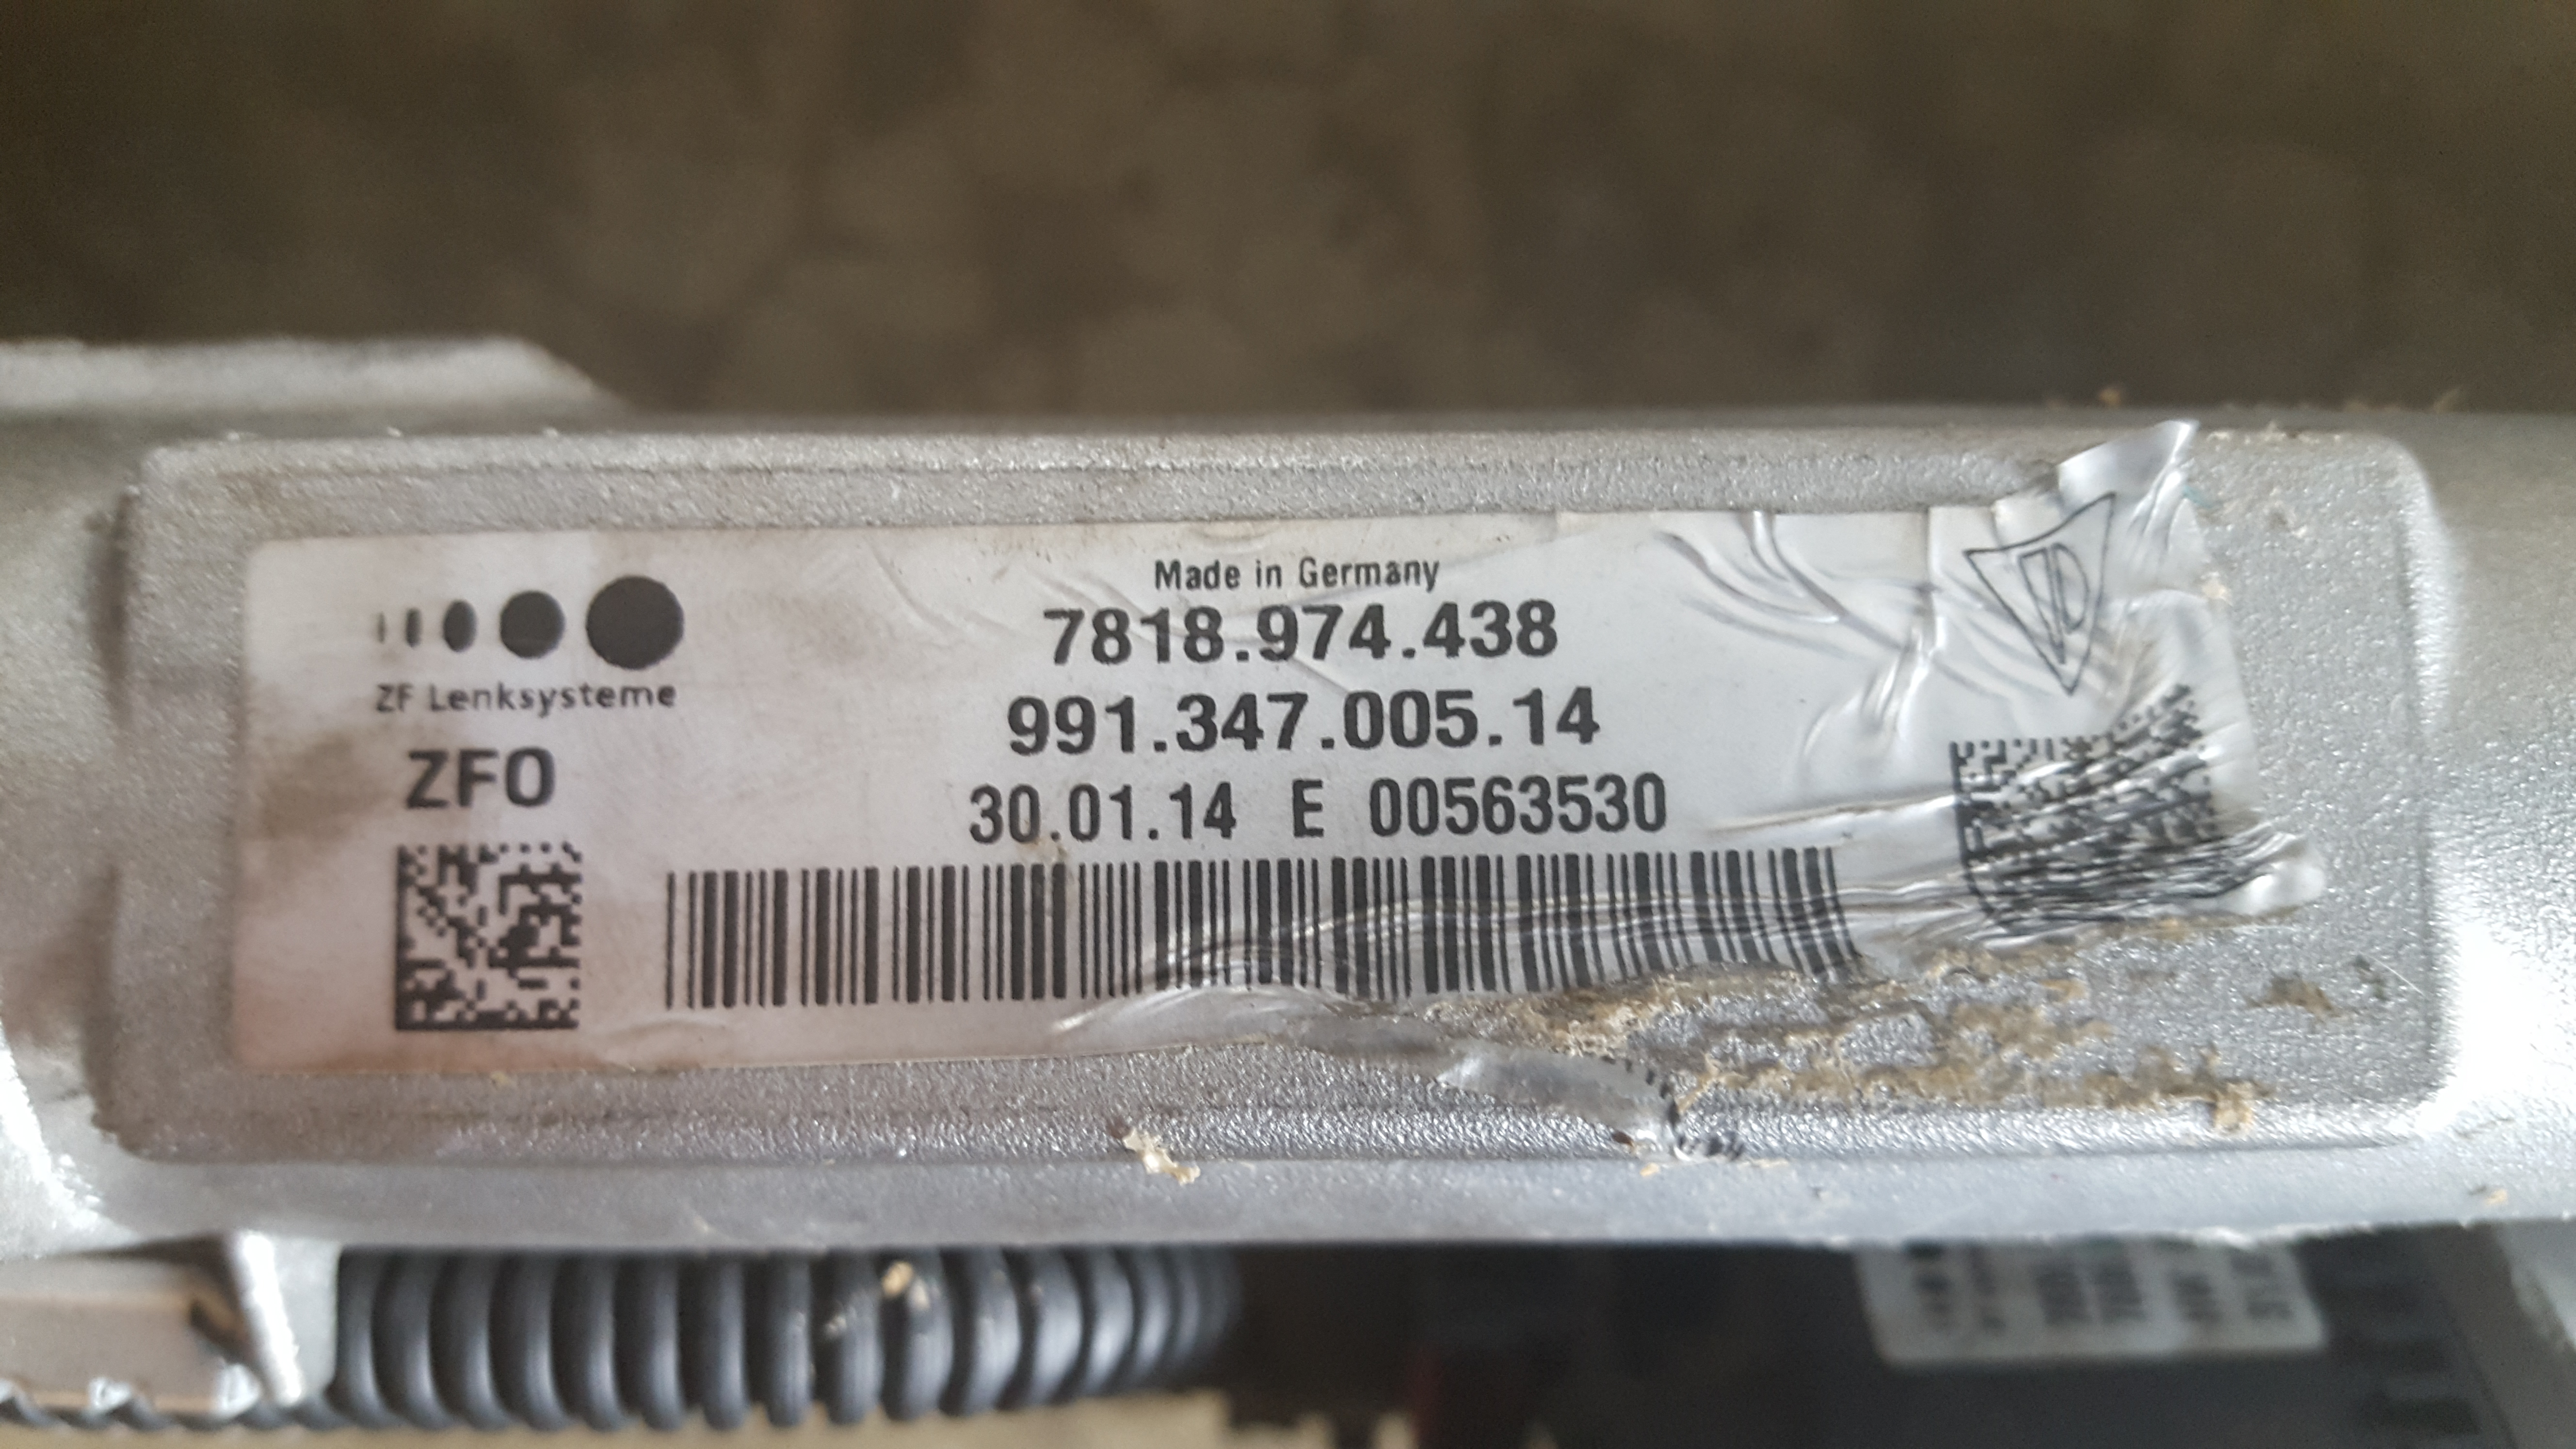 Made in Germany
7818.974.438
ZF Lenksysteme
991.347.005.14
ZFO
30.01.14 E 00563530